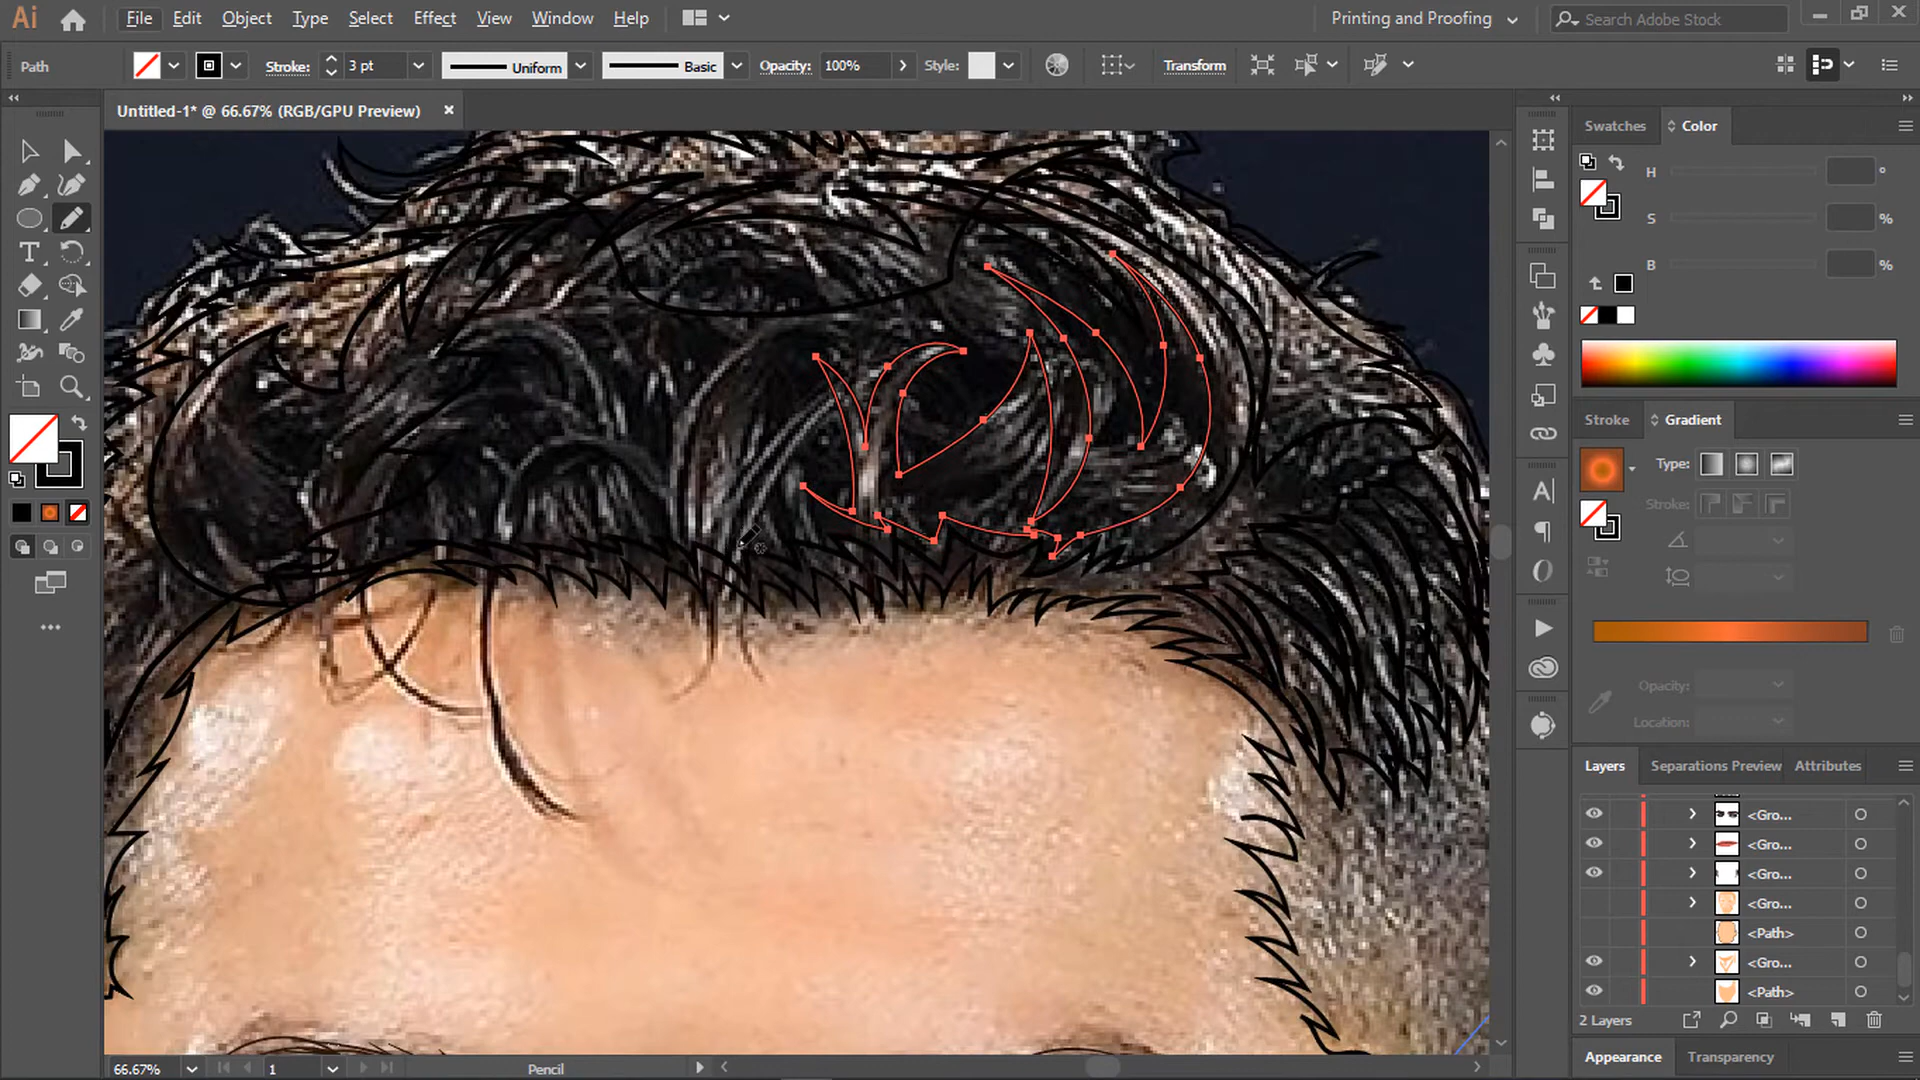 Ai File Edit Object Type Select Effect View Window Help Printing and Proofing Search Adobe Stock
Path Stroke: 3 pt Uniform Basic Opacity: 100% Style: Transform
Untitled-1* @ 66.67% (RGB/GPU Preview)
Swatches Color
H °
S %
B %
Stroke Gradient
Type:
Stroke:
Opacity:
Location:
Layers Separations Preview Attributes
<Gro...
<Gro...
<Gro...
<Gro...
<Path>
<Gro...
<Path>
2 Layers
Appearance Transparency
66.67% 1 Pencil